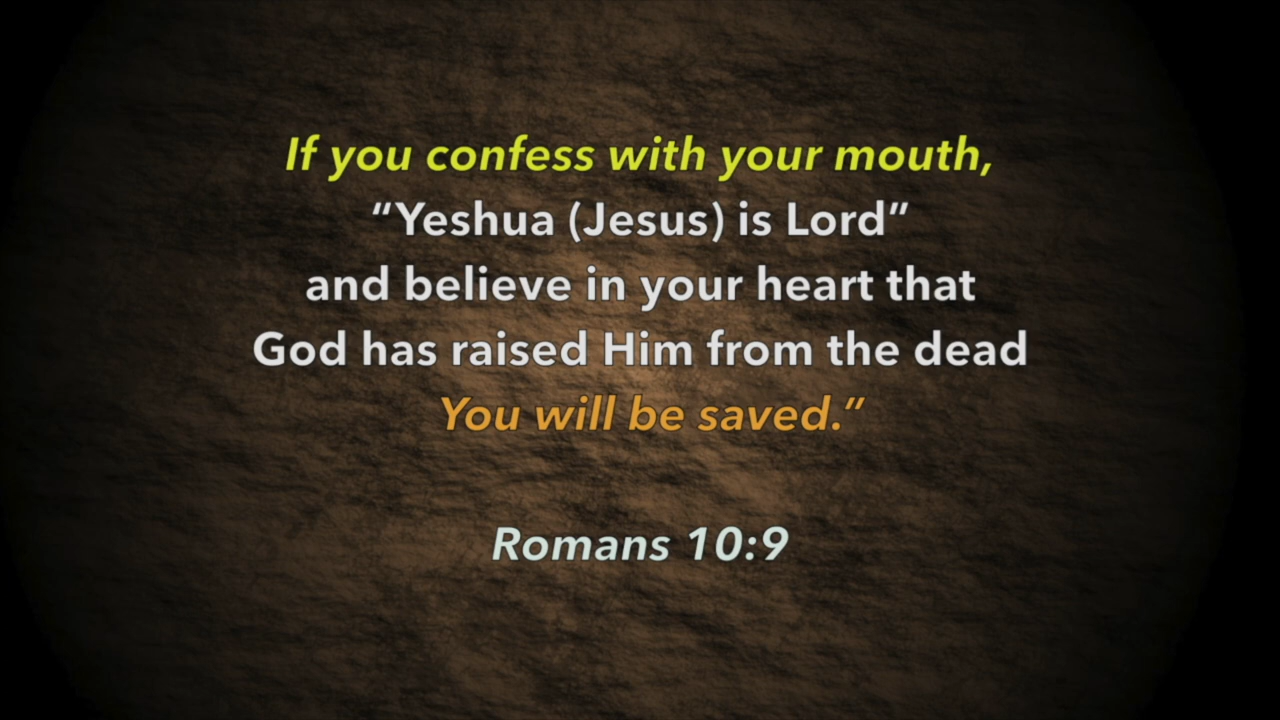 If you confess with your mouth,
“Yeshua (Jesus) is Lord”
and believe in your heart that
God has raised Him from the dead
You will be saved.”
Romans 10:9